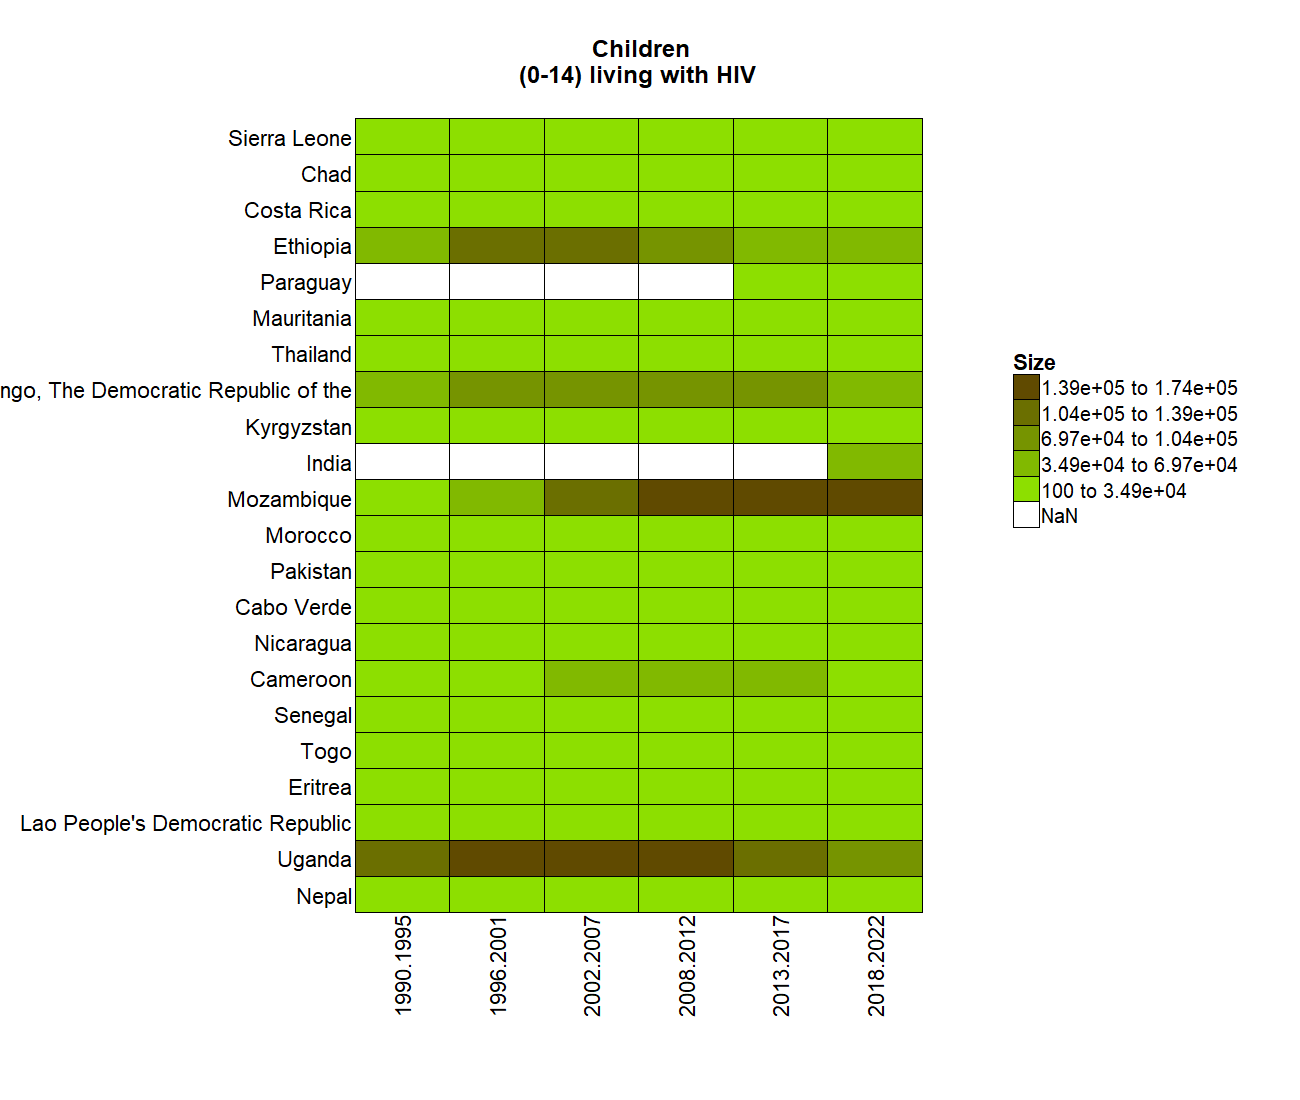 Children
(0-14) living with HIV
Sierra Leone
Chad
Costa Rica
Ethiopia
Paraguay
Mauritania
Thailand
ngo, The Democratic Republic of the
Kyrgyzstan
India
Mozambique
Morocco
Pakistan
Cabo Verde
Nicaragua
Cameroon
Senegal
Togo
Eritrea
Lao People's Democratic Republic
Uganda
Nepal
1990.1995
1996.2001
2002.2007
2008.2012
2013.2017
2018.2022
Size
1.39e+05 to 1.74e+05
1.04e+05 to 1.39e+05
6.97e+04 to 1.04e+05
3.49e+04 to 6.97e+04
100 to 3.49e+04
NaN